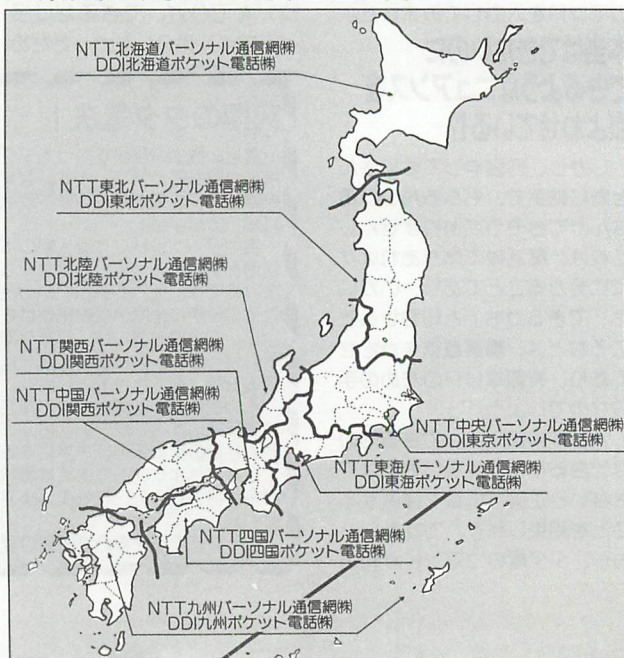 NTT北海道パーソナル通信網㈱
DDI北海道ポケット電話㈱
NTT東北パーソナル通信網㈱
DDI東北ポケット電話㈱
NTT北陸パーソナル通信網㈱
DDI北陸ポケット電話㈱
NTT関西パーソナル通信網㈱
DDI関西ポケット電話㈱
NTT中国パーソナル通信網㈱
DDI関西ポケット電話㈱
NTT中央パーソナル通信網㈱
DDI東京ポケット電話㈱
NTT東海パーソナル通信網㈱
DDI東海ポケット電話㈱
NTT四国パーソナル通信網㈱
DDI四国ポケット電話㈱
NTT九州パーソナル通信網㈱
DDI九州ポケット電話㈱